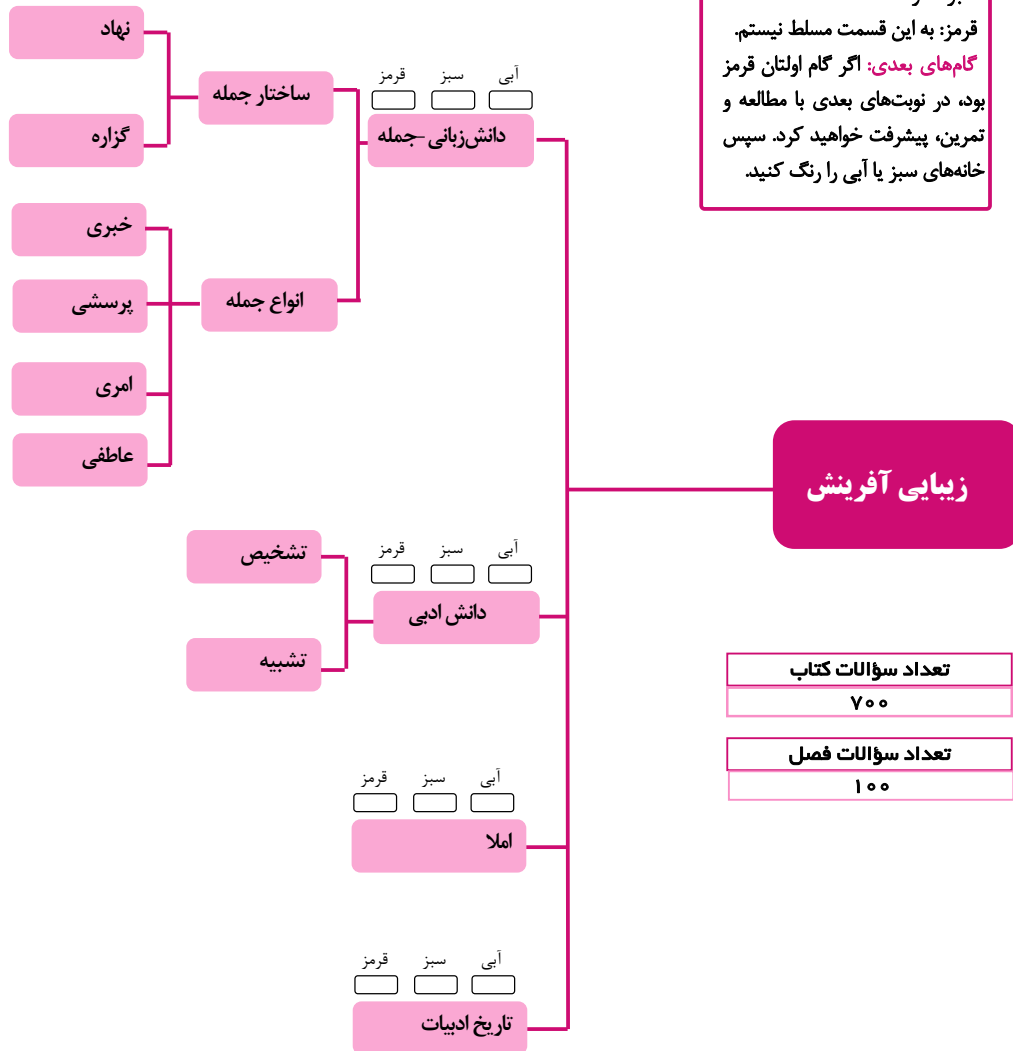 قرمز: به این قسمت مسلط نیستم.
گام‌های بعدی: اگر گام اولتان قرمز
بود، در نوبت‌های بعدی با مطالعه و
تمرین، پیشرفت خواهید کرد. سپس
خانه‌های سبز یا آبی را رنگ کنید.
زیبایی آفرینش
تعداد سؤالات کتاب
۷۰۰
تعداد سؤالات فصل
۱۰۰
آبی سبز قرمز
دانش‌زبانی-جمله
ساختار جمله
نهاد
گزاره
انواع جمله
خبری
پرسشی
امری
عاطفی
آبی سبز قرمز
دانش ادبی
تشخیص
تشبیه
آبی سبز قرمز
املا
آبی سبز قرمز
تاریخ ادبیات